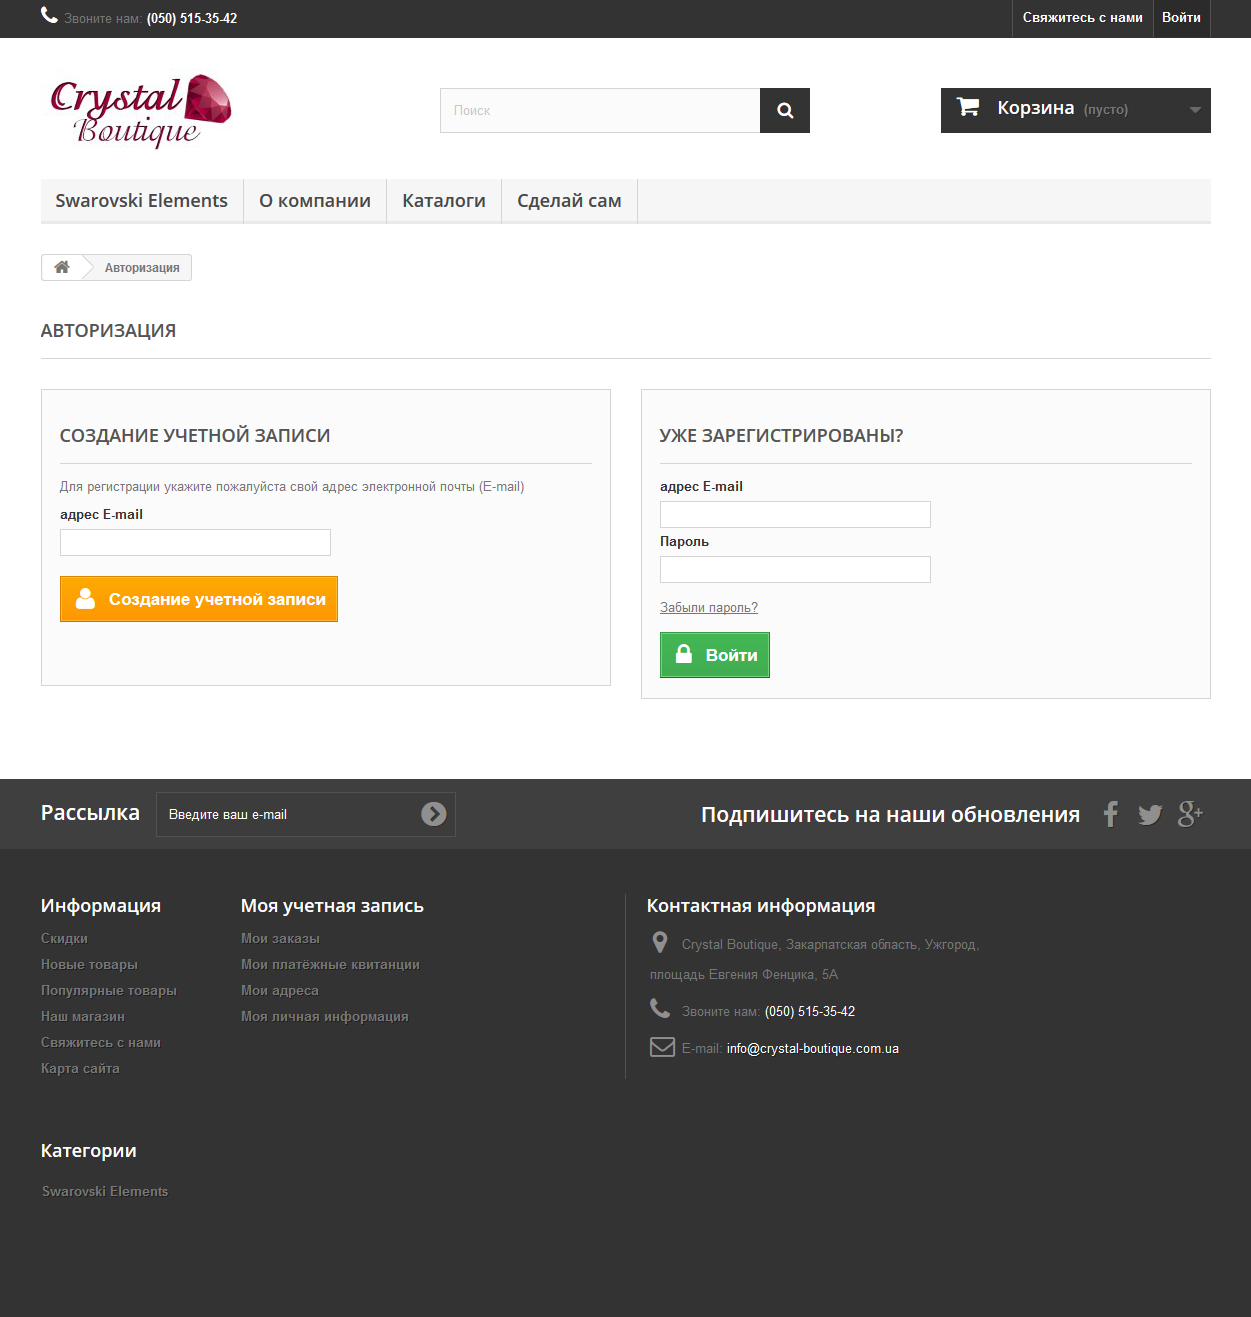 Звоните нам: (050) 515-35-42
Свяжитесь с нами
Войти
Crystal
Boutique
Поиск
Корзина (пусто)
Swarovski Elements
О компании
Каталоги
Сделай сам
Авторизация
АВТОРИЗАЦИЯ
СОЗДАНИЕ УЧЕТНОЙ ЗАПИСИ
Для регистрации укажите пожалуйста свой адрес электронной почты (E-mail)
адрес E-mail
Создание учетной записи
УЖЕ ЗАРЕГИСТРИРОВАНЫ?
адрес E-mail
Пароль
Забыли пароль?
Войти
Рассылка
Введите ваш e-mail
Подпишитесь на наши обновления
Информация
Скидки
Новые товары
Популярные товары
Наш магазин
Свяжитесь с нами
Карта сайта
Моя учетная запись
Мои заказы
Мои платёжные квитанции
Мои адреса
Моя личная информация
Контактная информация
Crystal Boutique, Закарпатская область, Ужгород,
площадь Евгения Фенцика, 5А
Звоните нам: (050) 515-35-42
E-mail: info@crystal-boutique.com.ua
Категории
Swarovski Elements